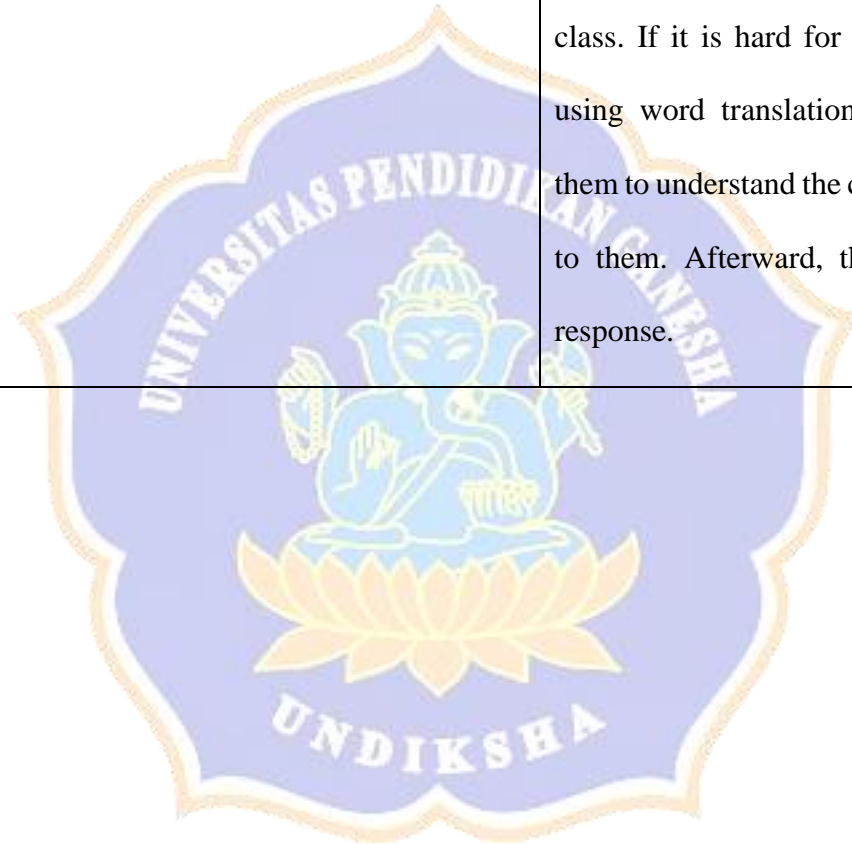 class. If it is hard for
using word translation
them to understand the
to them. Afterward,
response.
UNIVERSITAS PENDIDIKAN GANESHA
UNDIKSHA